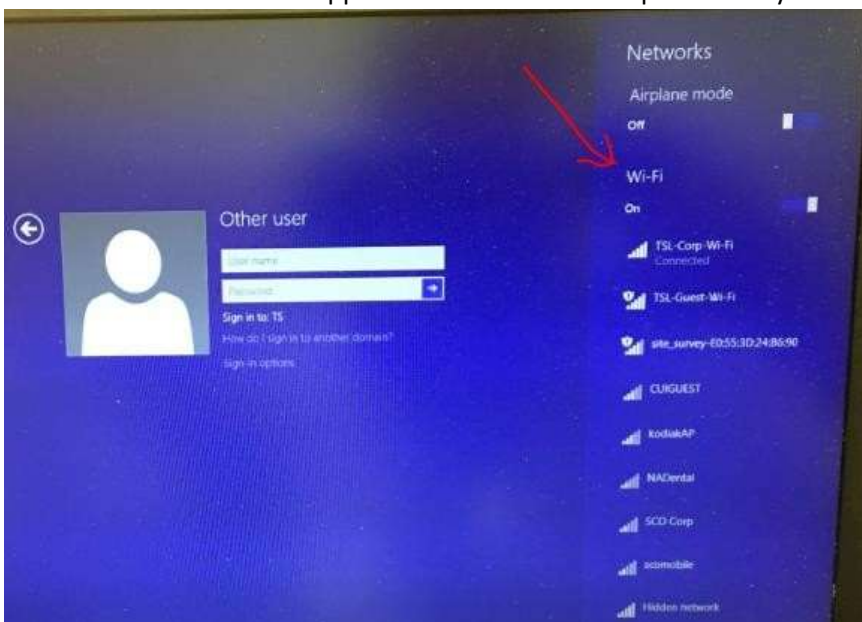 Other user
User name
Password
Sign in to: TS
How do I sign in to another domain?
Sign-in options
Networks
Airplane mode
Off
Wi-Fi
On
TSL-Corp-Wi-Fi
Connected
TSL-Guest-Wi-Fi
site_survey-E0:55:3D:24:86:90
CUIGUEST
kodiakAP
NADental
SCO Corp
Hidden network